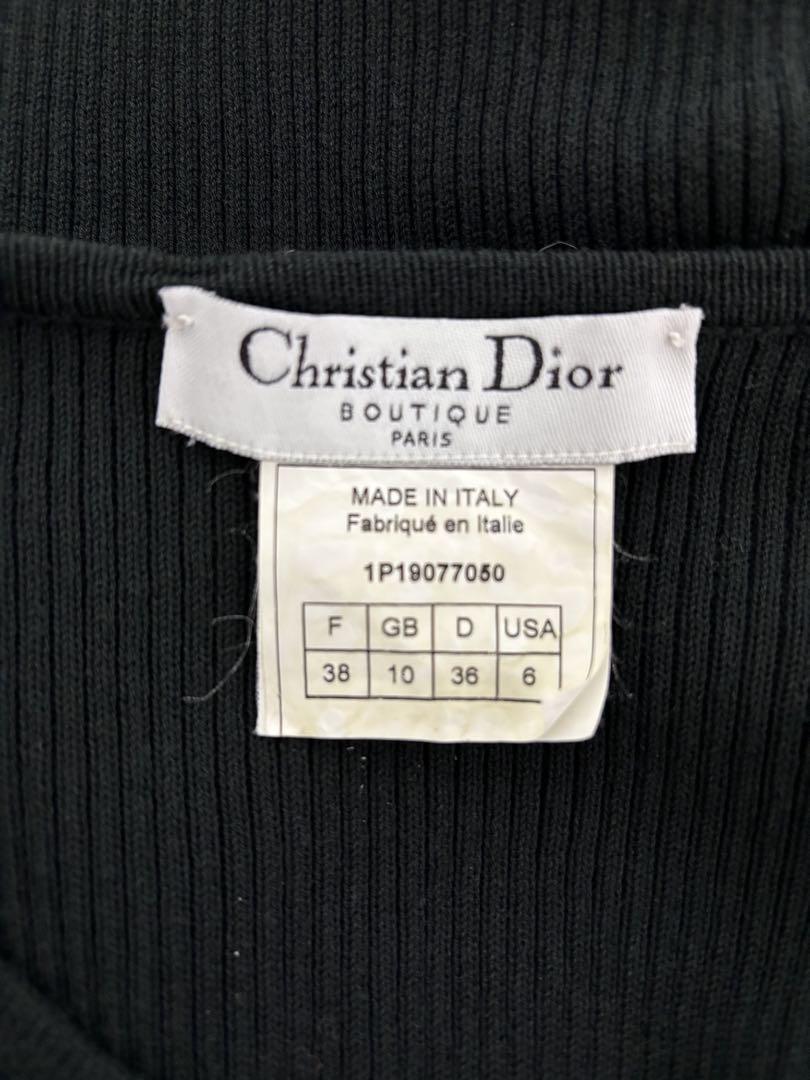 Christian Dior
BOUTIQUE
PARIS
MADE IN ITALY
Fabriqué en Italie
1P19077050
F GB D USA
38 10 36 6